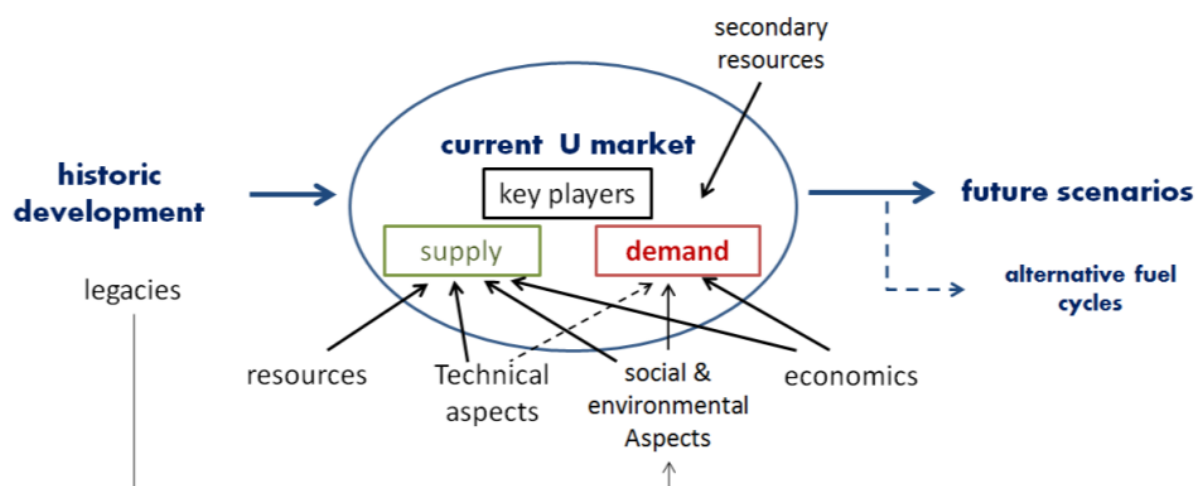 secondary
resources
current U market
key players
historic
development
future scenarios
supply
demand
legacies
alternative fuel
cycles
resources
Technical
aspects
social &
environmental
Aspects
economics